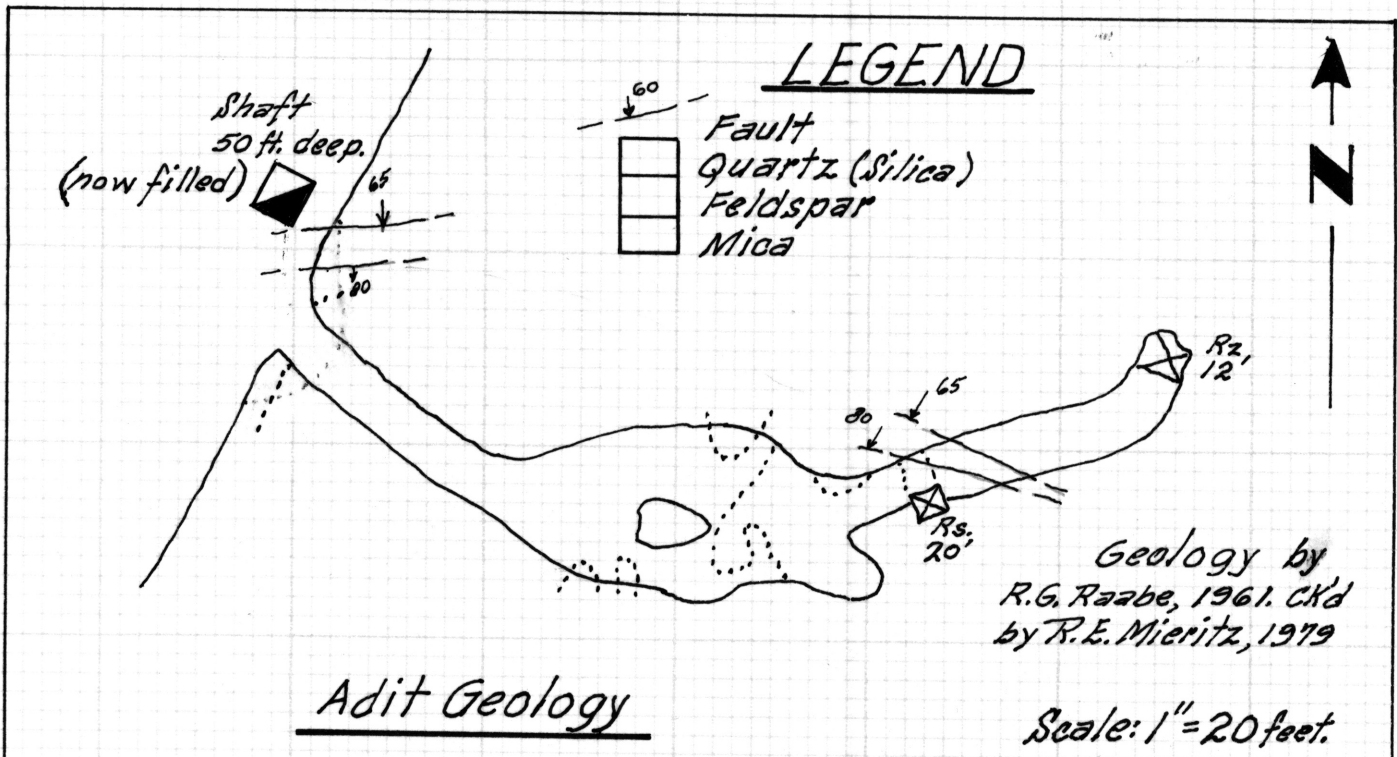 LEGEND
60
Fault
Quartz (Silica)
Feldspar
Mica
N
Shaft
50 ft. deep.
(now filled)
65
80
65
80
Rz,
12'
Rs.
20'
Geology by
R.G. Raabe, 1961. CK'd
by R.E. Mieritz, 1979
Adit Geology
Scale: 1"=20 feet.